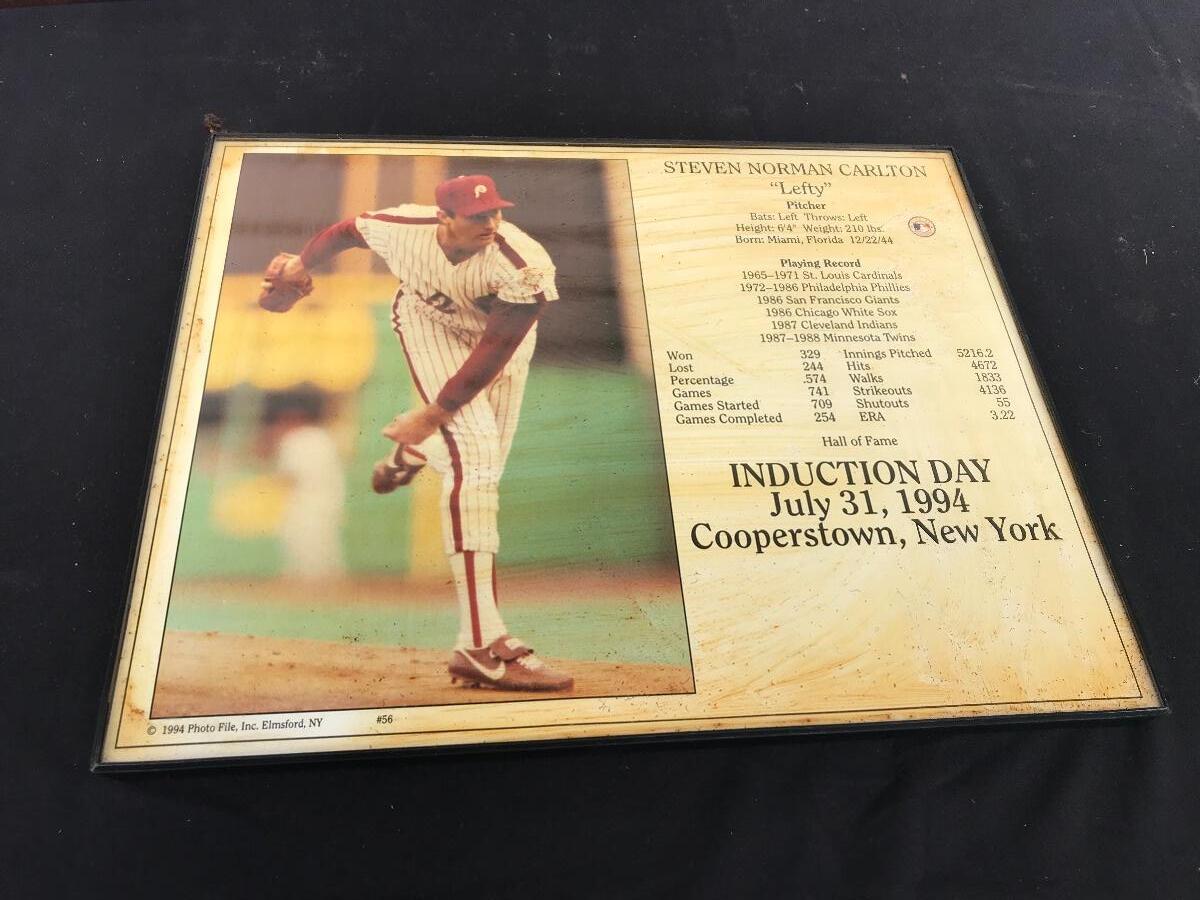 STEVEN NORMAN CARLTON
"Lefty"
Pitcher
Bats: Left Throws: Left
Height: 6'4" Weight: 210 lbs.
Born: Miami, Florida 12/22/44
Playing Record
1965–1971 St. Louis Cardinals
1972–1986 Philadelphia Phillies
1986 San Francisco Giants
1986 Chicago White Sox
1987 Cleveland Indians
1987–1988 Minnesota Twins
Won 329 Innings Pitched 5216.2
Lost 244 Hits 4672
Percentage .574 Walks 1833
Games 741 Strikeouts 4136
Games Started 709 Shutouts 55
Games Completed 254 ERA 3.22
Hall of Fame
INDUCTION DAY
July 31, 1994
Cooperstown, New York
© 1994 Photo File, Inc. Elmsford, NY #56